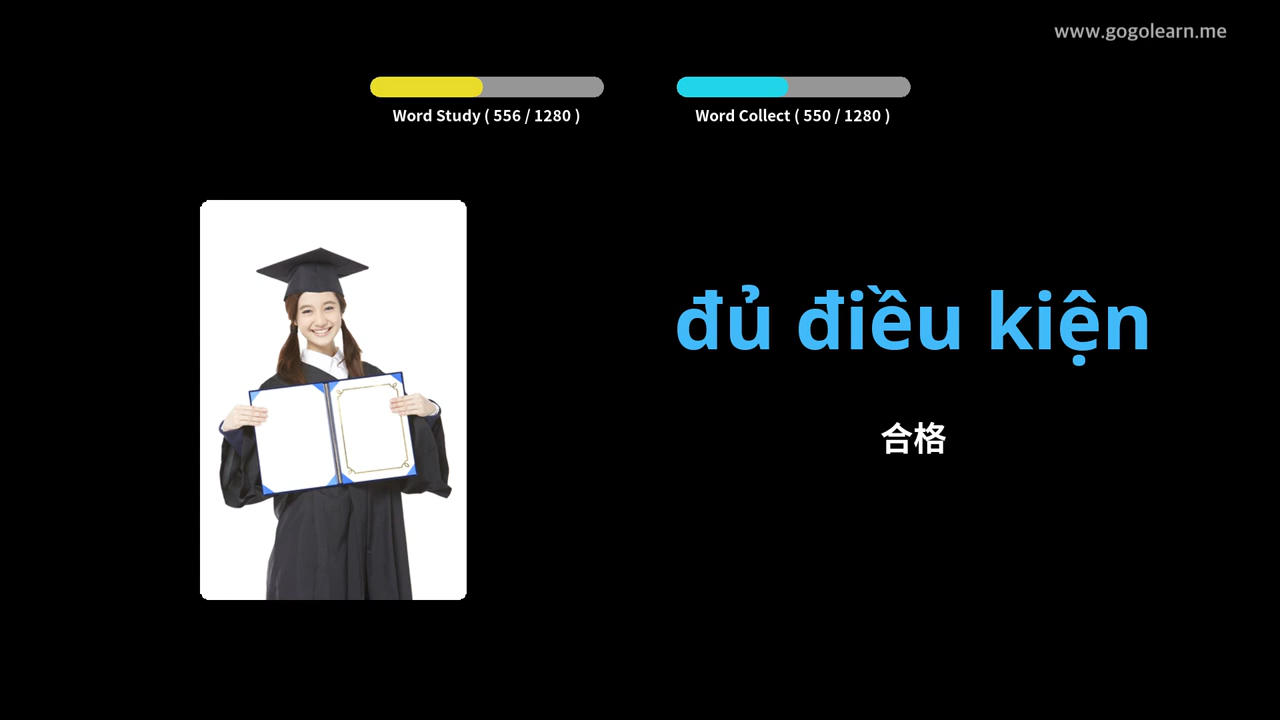 www.gogolearn.me
Word Study ( 556 / 1280 )
Word Collect ( 550 / 1280 )
đủ điều kiện
合格